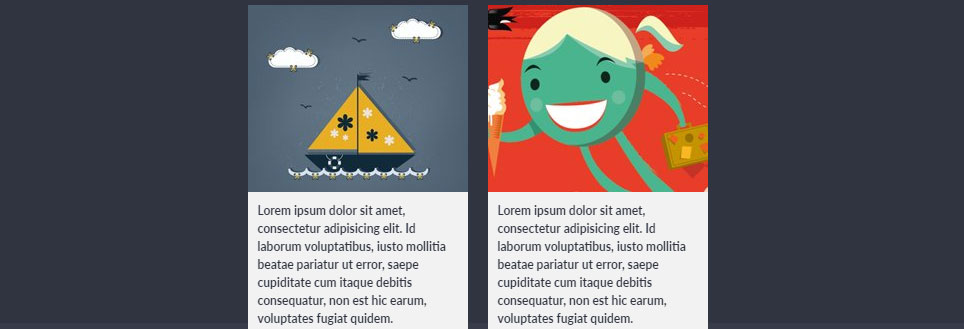 Lorem ipsum dolor sit amet,
consectetur adipisicing elit. Id
laborum voluptatibus, iusto mollitia
beatae pariatur ut error, saepe
cupiditate cum itaque debitis
consequatur, non est hic earum,
voluptates fugiat quidem.
Lorem ipsum dolor sit amet,
consectetur adipisicing elit. Id
laborum voluptatibus, iusto mollitia
beatae pariatur ut error, saepe
cupiditate cum itaque debitis
consequatur, non est hic earum,
voluptates fugiat quidem.